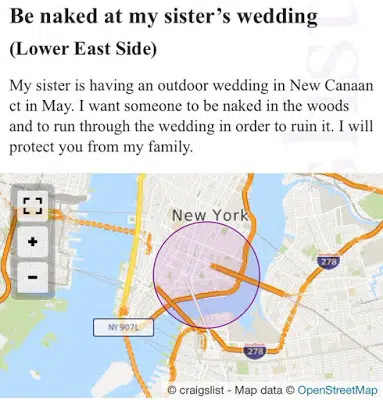 Be naked at my sister’s wedding
(Lower East Side)
My sister is having an outdoor wedding in New Canaan
ct in May. I want someone to be naked in the woods
and to run through the wedding in order to ruin it. I will
protect you from my family.
New York
+
−
278
NY 907L
278
© craigslist - Map data © OpenStreetMap